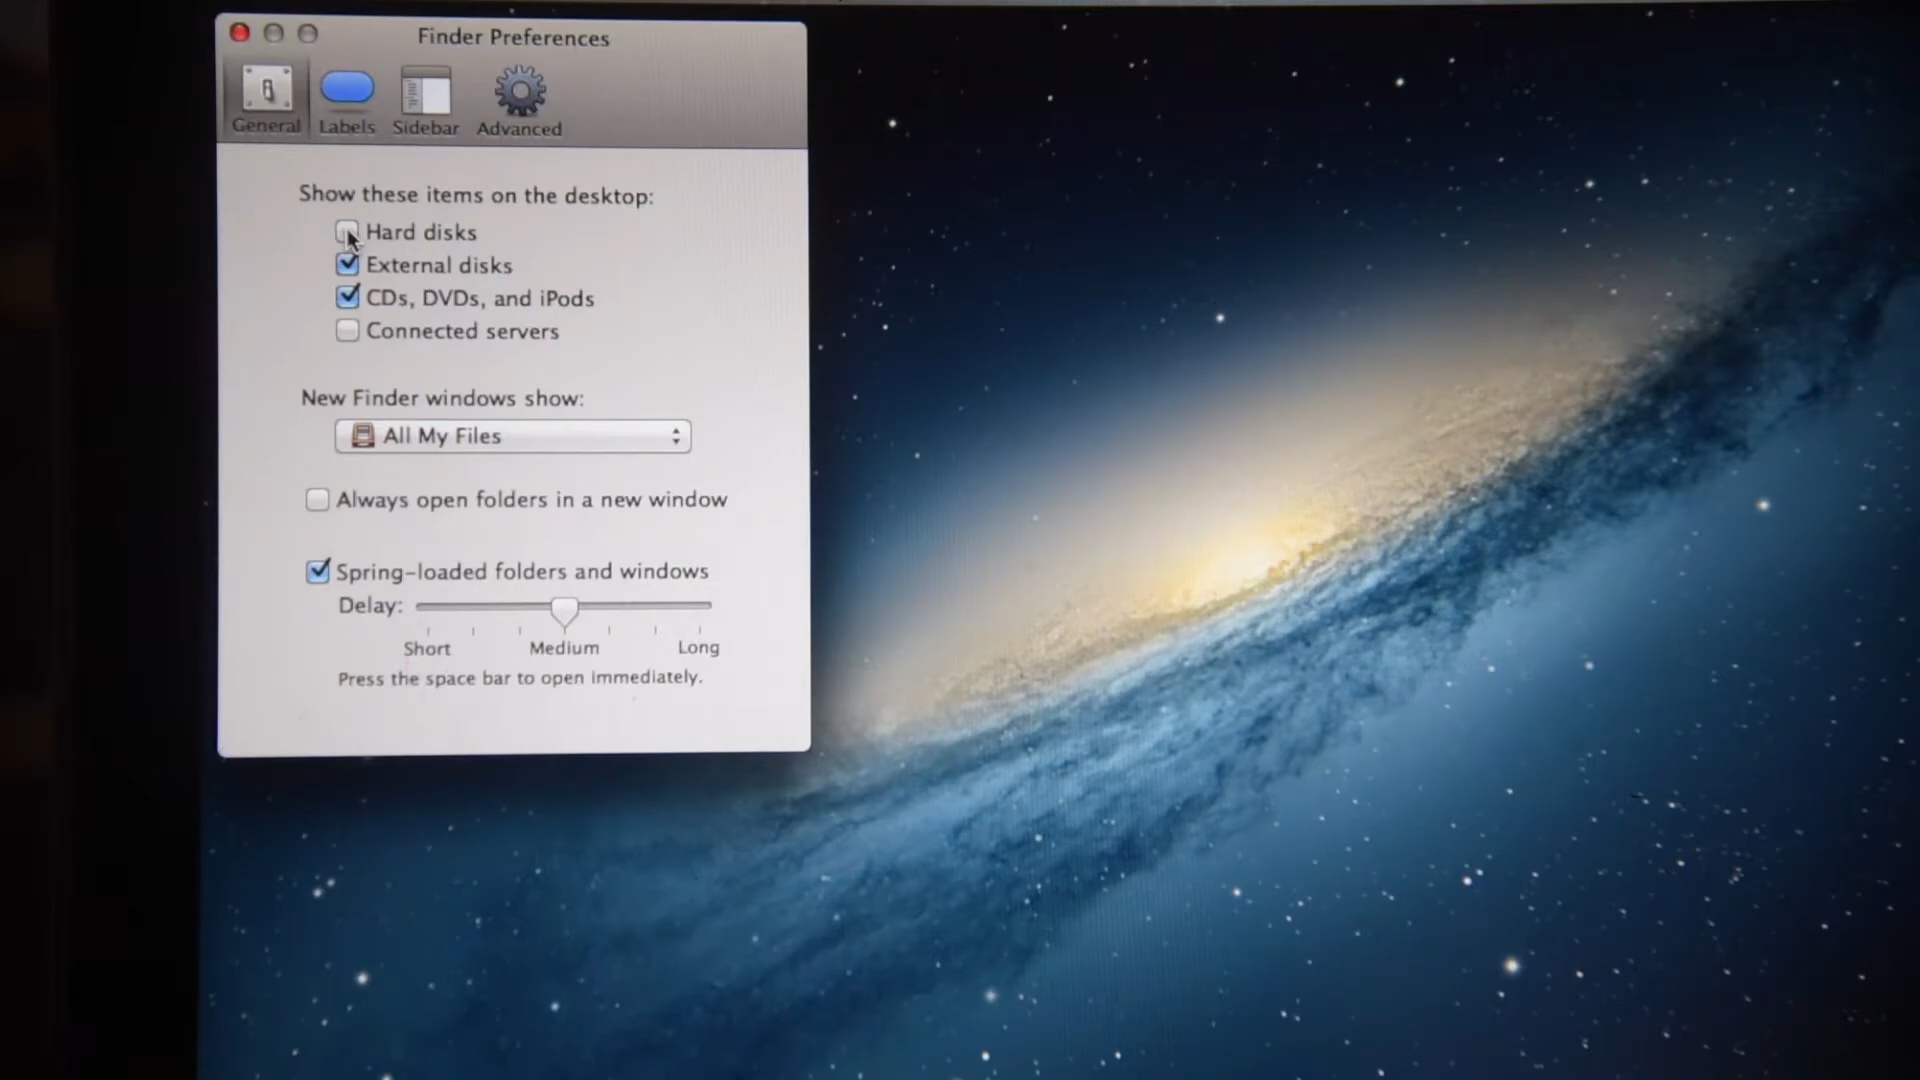 Finder Preferences
General Labels Sidebar Advanced
Show these items on the desktop:
Hard disks
External disks
CDs, DVDs, and iPods
Connected servers
New Finder windows show:
All My Files
Always open folders in a new window
Spring-loaded folders and windows
Delay:
Short Medium Long
Press the space bar to open immediately.